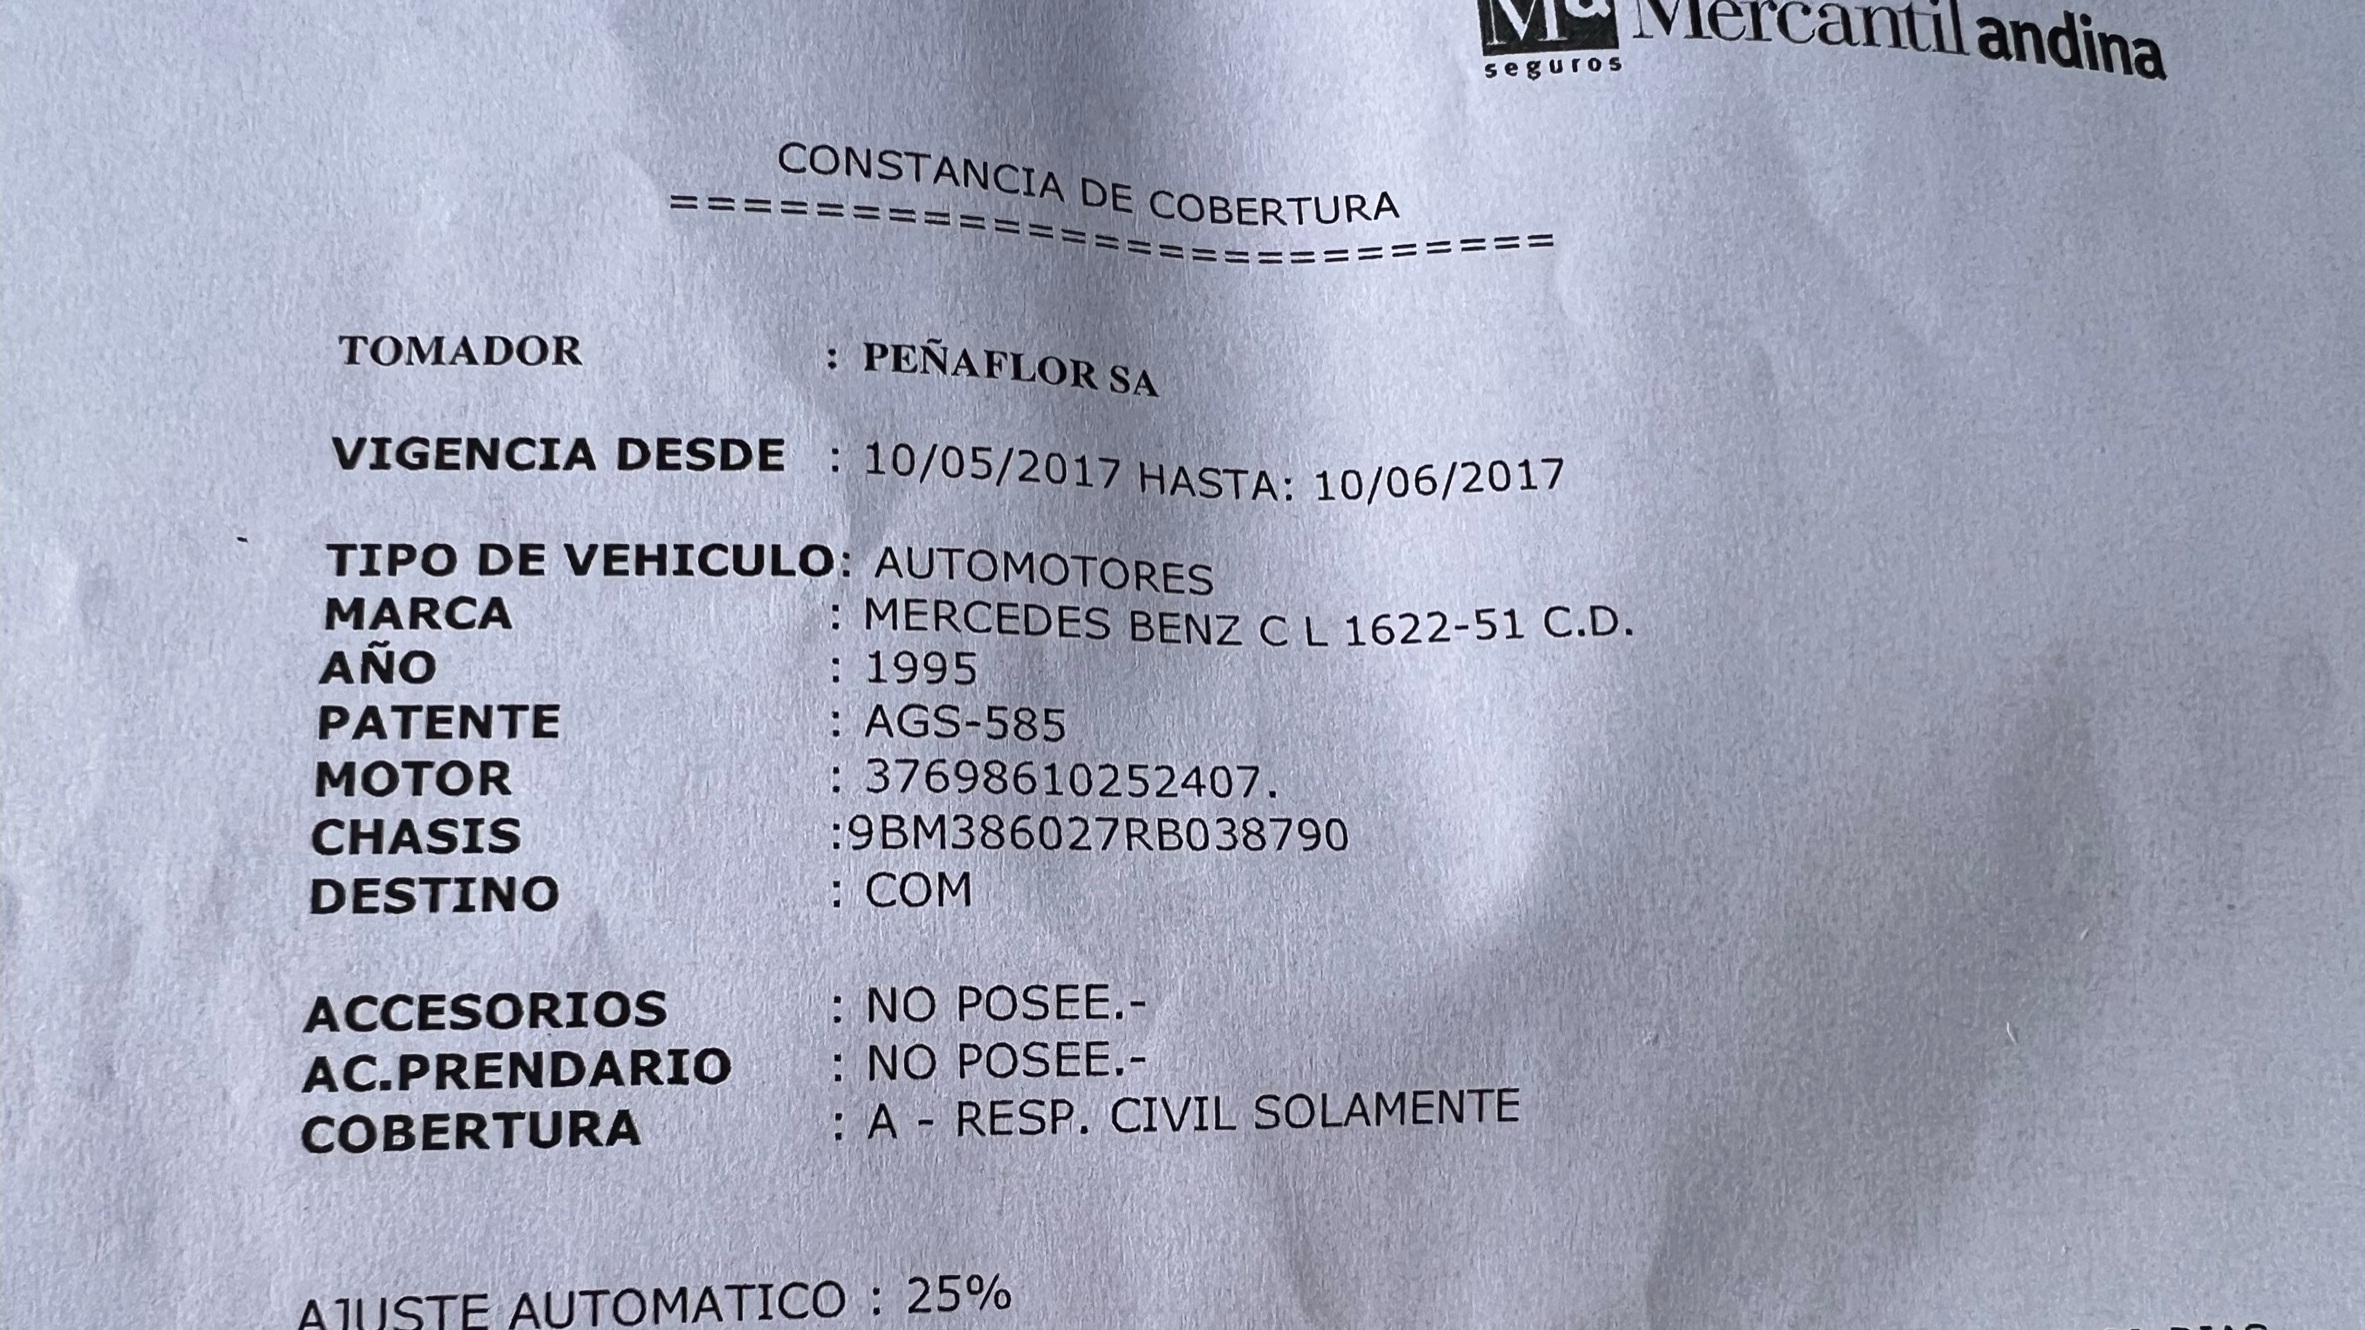 Mercantil andina
seguros
CONSTANCIA DE COBERTURA
===========================
TOMADOR : PEÑAFLOR SA
VIGENCIA DESDE : 10/05/2017 HASTA: 10/06/2017
TIPO DE VEHICULO: AUTOMOTORES
MARCA : MERCEDES BENZ C L 1622-51 C.D.
AÑO : 1995
PATENTE : AGS-585
MOTOR : 37698610252407.
CHASIS :9BM386027RB038790
DESTINO : COM
ACCESORIOS : NO POSEE.-
AC.PRENDARIO : NO POSEE.-
COBERTURA : A - RESP. CIVIL SOLAMENTE
AJUSTE AUTOMATICO : 25%